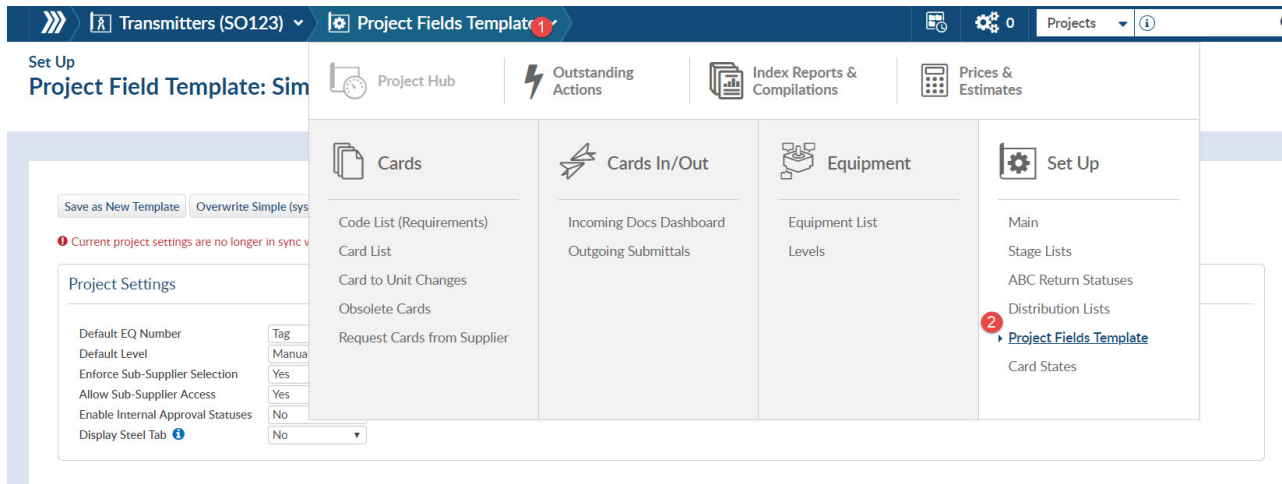 Transmitters (SO123)
Project Fields Template
1
0
Projects
Set Up
Project Field Template: Sim
Project Hub
Outstanding
Actions
Index Reports &
Compilations
Prices &
Estimates
Cards
Code List (Requirements)
Card List
Card to Unit Changes
Obsolete Cards
Request Cards from Supplier
Cards In/Out
Incoming Docs Dashboard
Outgoing Submittals
Equipment
Equipment List
Levels
Set Up
Main
Stage Lists
ABC Return Statuses
Distribution Lists
2
Project Fields Template
Card States
Save as New Template
Overwrite Simple (sys
Current project settings are no longer in sync v
Project Settings
Default EQ Number Tag
Default Level Manua
Enforce Sub-Supplier Selection Yes
Allow Sub-Supplier Access Yes
Enable Internal Approval Statuses No
Display Steel Tab No